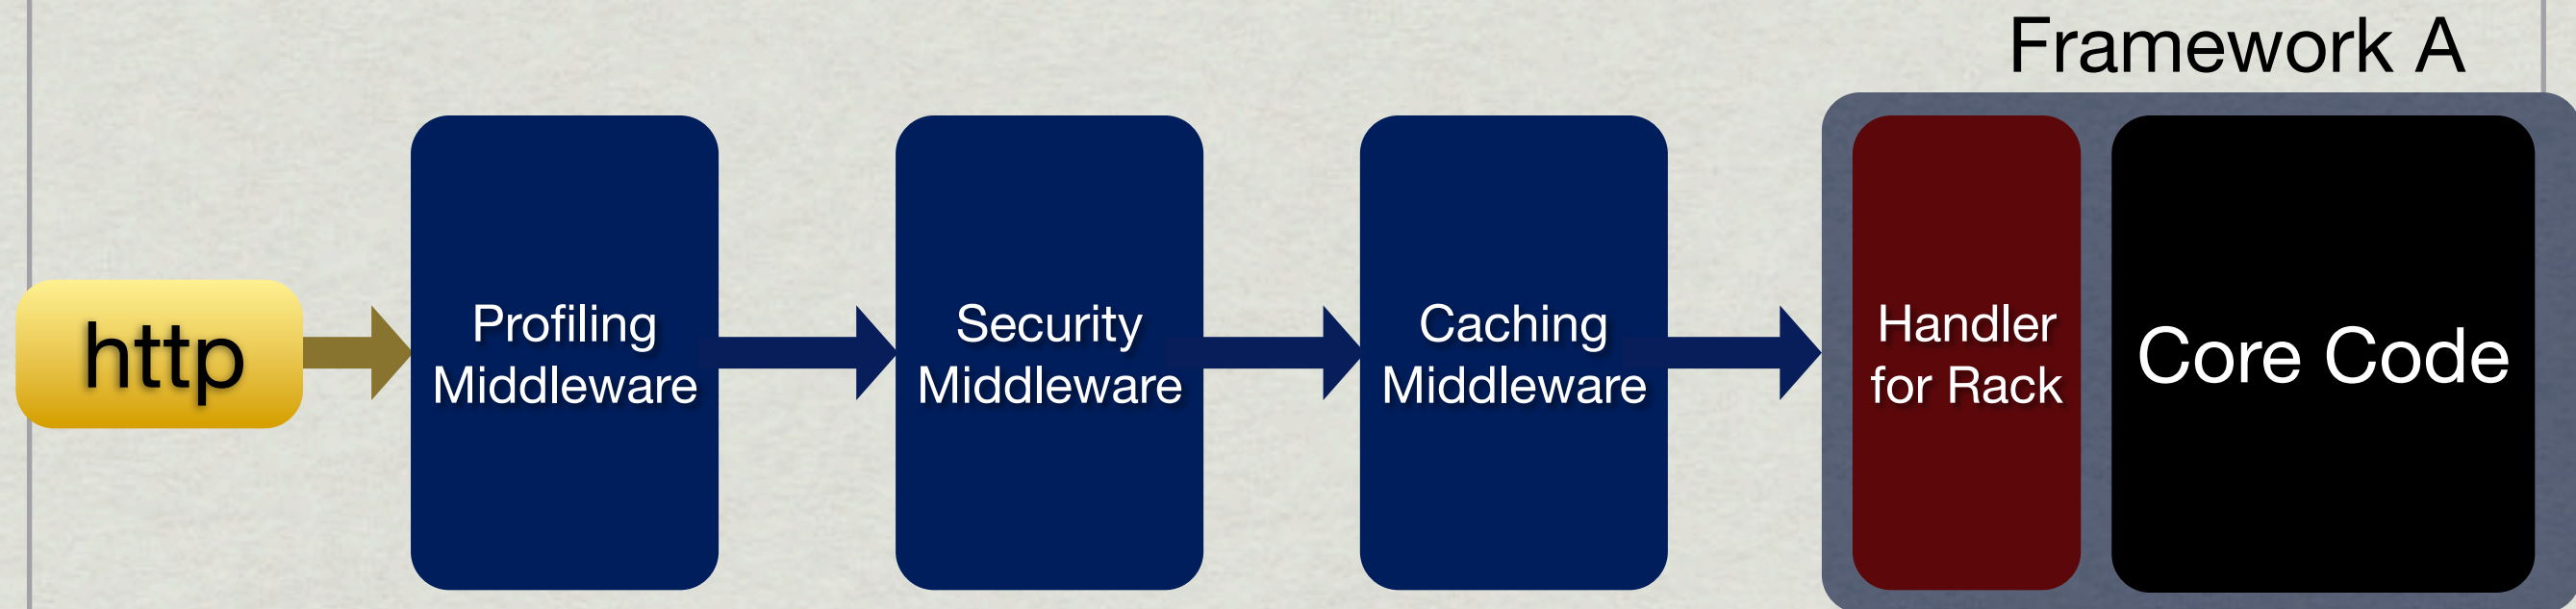 Framework A
http
Profiling
Middleware
Security
Middleware
Caching
Middleware
Handler
for Rack
Core Code